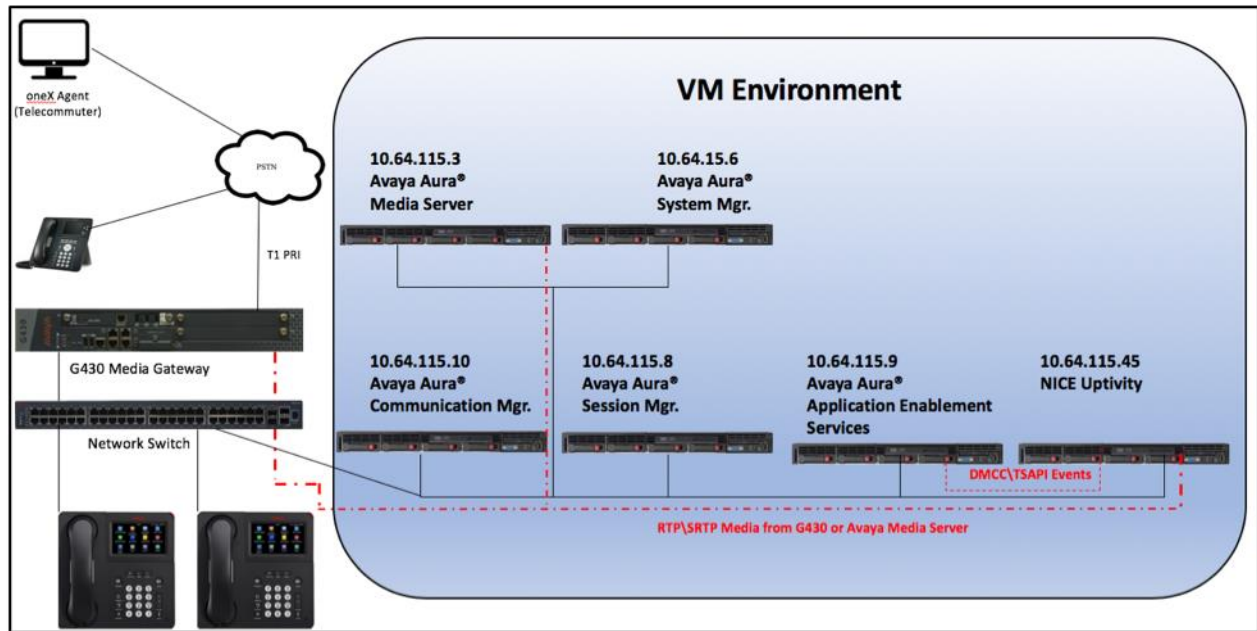 VM Environment
oneX Agent
(Telecommuter)
PSTN
T1 PRI
10.64.115.3
Avaya Aura®
Media Server
10.64.15.6
Avaya Aura®
System Mgr.
G430
G430 Media Gateway
Network Switch
10.64.115.10
Avaya Aura®
Communication Mgr.
10.64.115.8
Avaya Aura®
Session Mgr.
10.64.115.9
Avaya Aura®
Application Enablement
Services
10.64.115.45
NICE Uptivity
DMCC\TSAPI Events
RTP\SRTP Media from G430 or Avaya Media Server